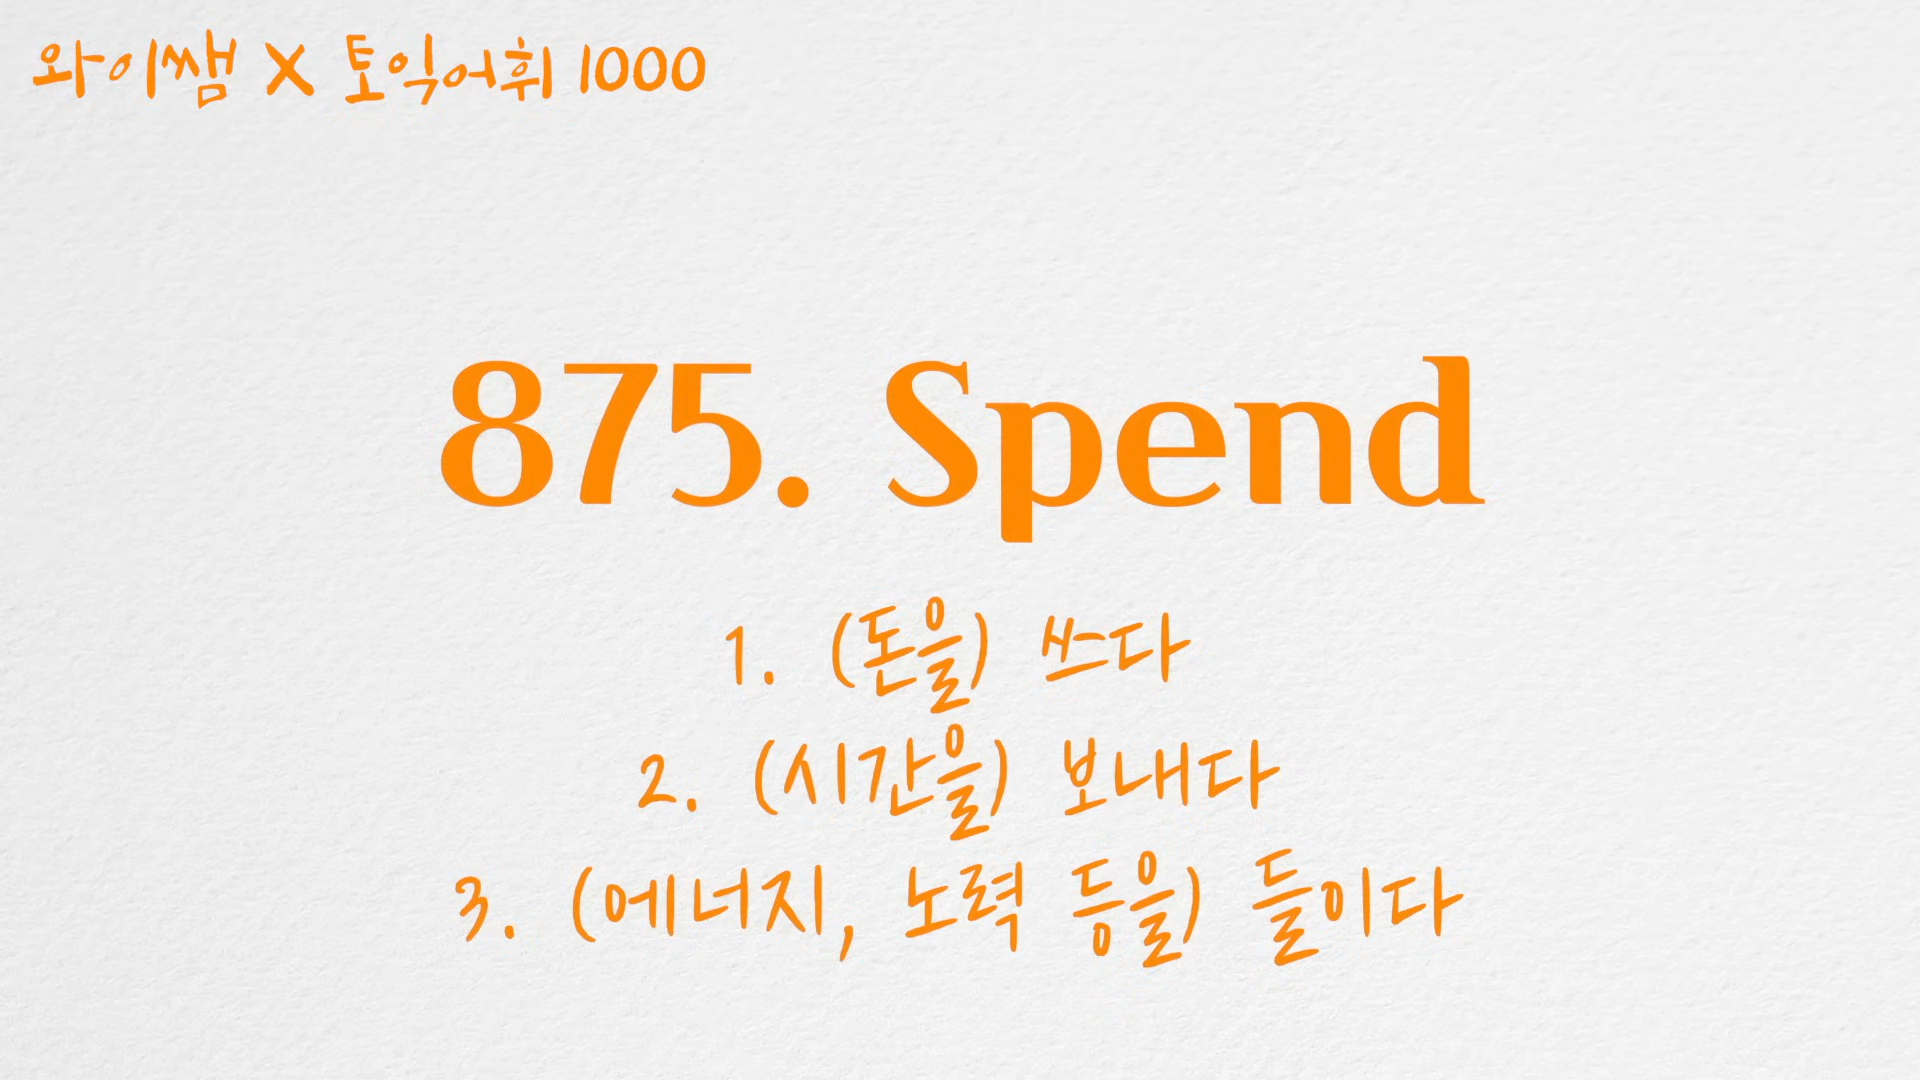 와이쌤 X 토익어휘 1000
875. Spend
1. (돈을) 쓰다
2. (시간을) 보내다
3. (에너지, 노력 등을) 들이다